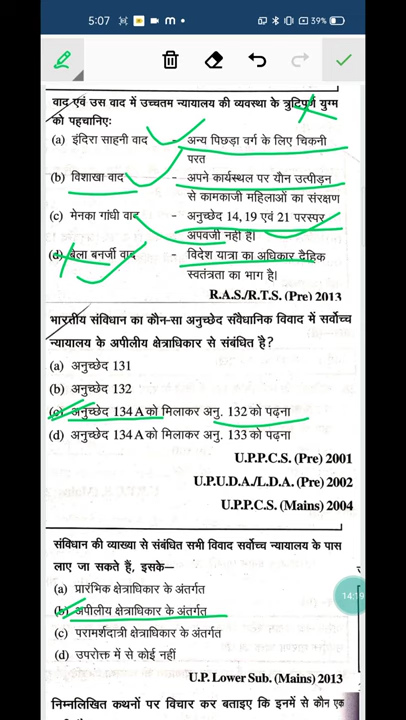 5:07
39%
वाद एवं उस वाद में उच्चतम न्यायालय की व्यवस्था के त्रुटिपूर्ण युग्म
को पहचानिए:
(a) इंदिरा साहनी वाद - अन्य पिछड़ा वर्ग के लिए चिकनी
परत
(b) विशाखा वाद - अपने कार्यस्थल पर यौन उत्पीड़न
से कामकाजी महिलाओं का संरक्षण
(c) मेनका गांधी वाद - अनुच्छेद 14, 19 एवं 21 परस्पर
अपवर्जी नहीं हैं।
(d) बेला बनर्जी वाद - विदेश यात्रा का अधिकार दैहिक
स्वतंत्रता का भाग है।
R.A.S./R.T.S. (Pre) 2013
भारतीय संविधान का कौन-सा अनुच्छेद संवैधानिक विवाद में सर्वोच्च
न्यायालय के अपीलीय क्षेत्राधिकार से संबंधित है?
(a) अनुच्छेद 131
(b) अनुच्छेद 132
(c) अनुच्छेद 134 A को मिलाकर अनु. 132 को पढ़ना
(d) अनुच्छेद 134 A को मिलाकर अनु. 133 को पढ़ना
U.P.P.C.S. (Pre) 2001
U.P.U.D.A./L.D.A. (Pre) 2002
U.P.P.C.S. (Mains) 2004
संविधान की व्याख्या से संबंधित सभी विवाद सर्वोच्च न्यायालय के पास
लाए जा सकते हैं, इसके—
(a) प्रारंभिक क्षेत्राधिकार के अंतर्गत
14:19
(b) अपीलीय क्षेत्राधिकार के अंतर्गत
(c) परामर्शदात्री क्षेत्राधिकार के अंतर्गत
(d) उपरोक्त में से कोई नहीं
U.P. Lower Sub. (Mains) 2013
निम्नलिखित कथनों पर विचार कर बताइए कि इनमें से कौन एक